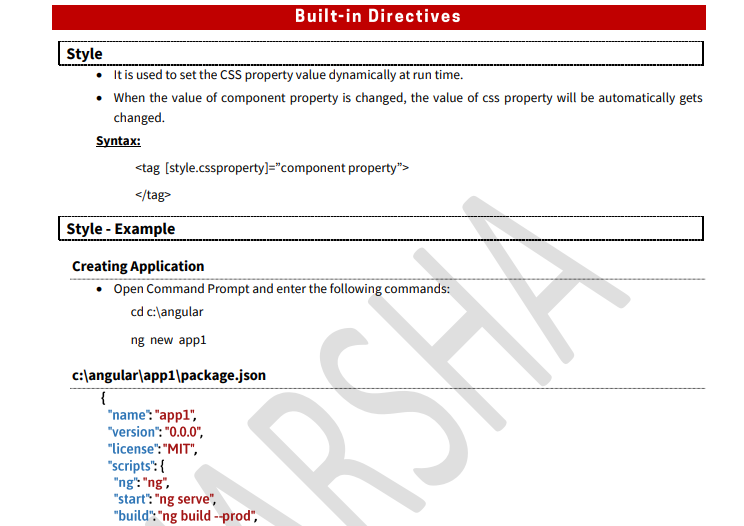 Built-in Directives
Style
• It is used to set the CSS property value dynamically at run time.
• When the value of component property is changed, the value of css property will be automatically gets
changed.
Syntax:
<tag [style.cssproperty]=”component property”>
</tag>
Style - Example
Creating Application
• Open Command Prompt and enter the following commands:
cd c:\angular
ng new app1
c:\angular\app1\package.json
{
"name": "app1",
"version": "0.0.0",
"license": "MIT",
"scripts": {
"ng": "ng",
"start": "ng serve",
"build": "ng build --prod",
ARSHA